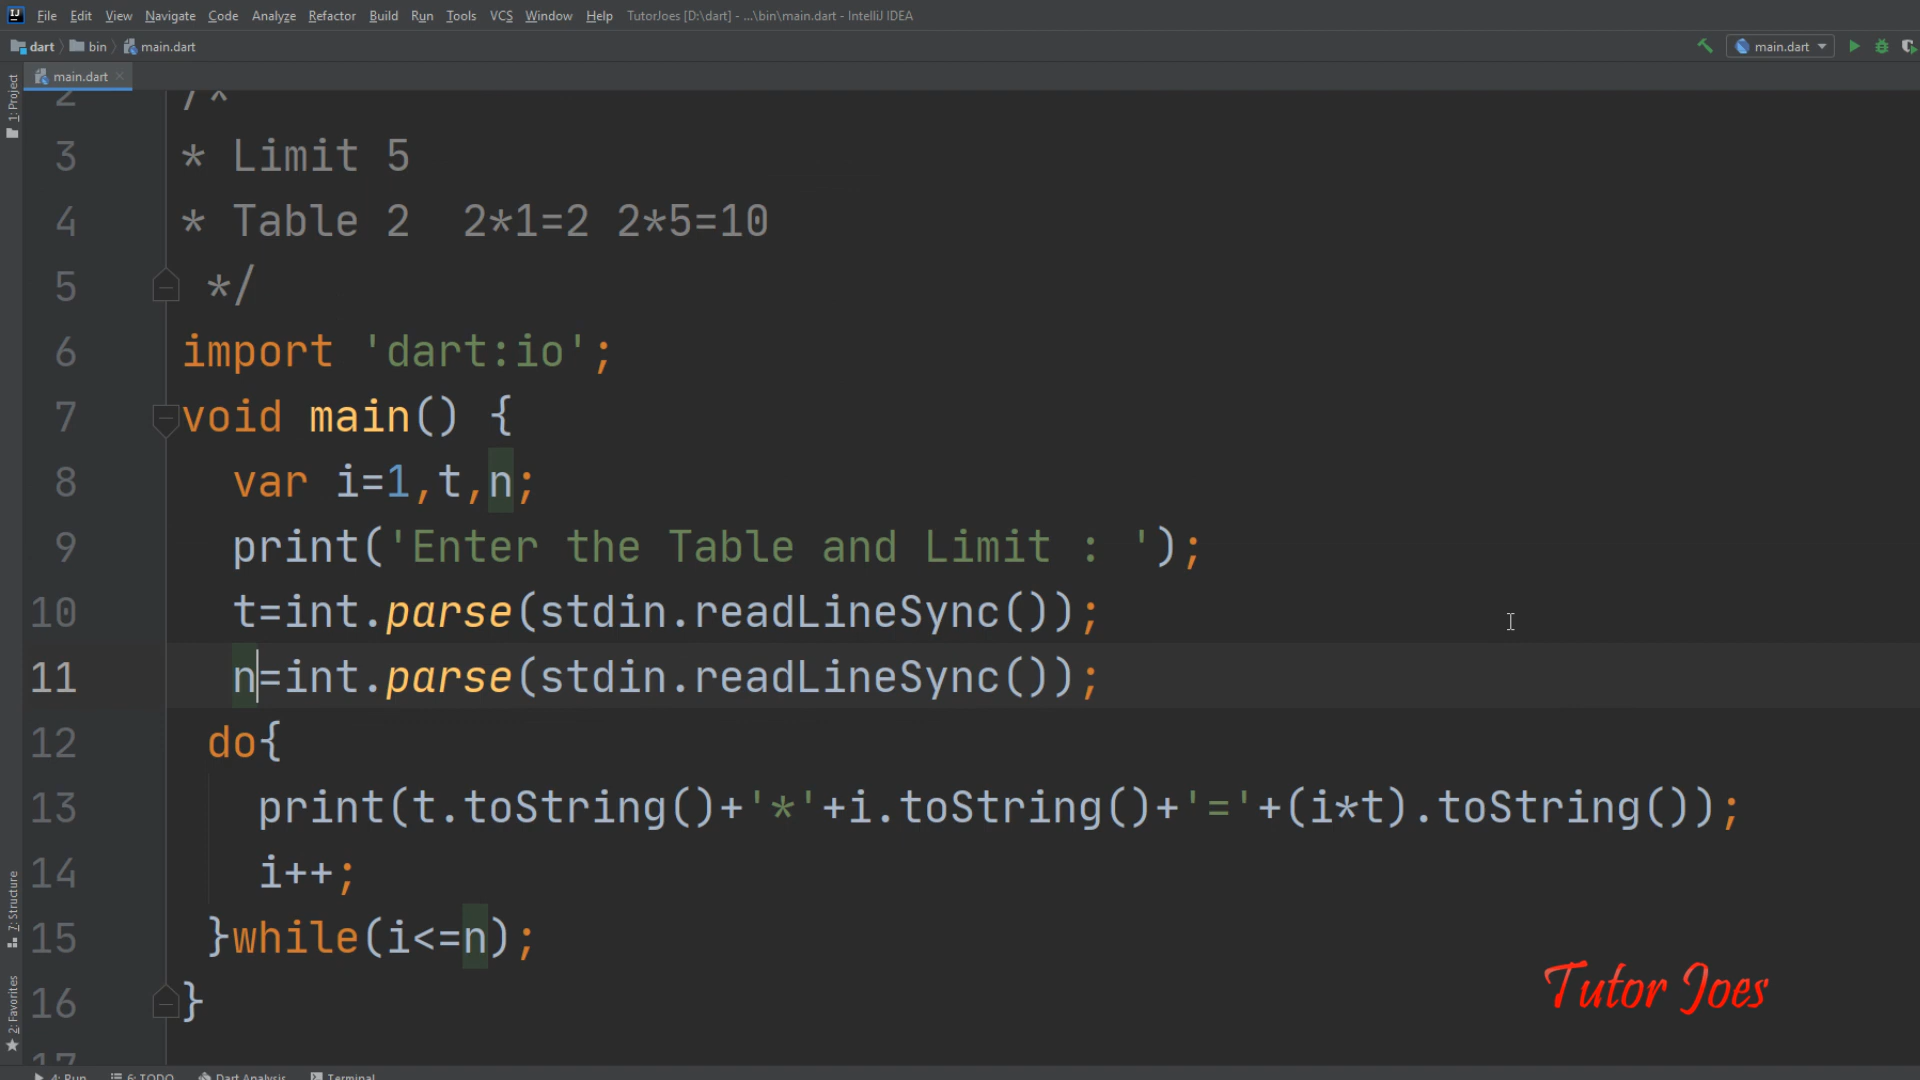 File Edit View Navigate Code Analyze Refactor Build Run Tools VCS Window Help TutorJoes [D:\dart] - ...\bin\main.dart - IntelliJ IDEA
dart bin main.dart
main.dart
main.dart
1: Project
2 /*
3 * Limit 5
4 * Table 2  2*1=2 2*5=10
5 */
6 import 'dart:io';
7 void main() {
8 var i=1,t,n;
9 print('Enter the Table and Limit : ');
10 t=int.parse(stdin.readLineSync());
11 n=int.parse(stdin.readLineSync());
12 do{
13 print(t.toString()+'*'+i.toString()+'='+(i*t).toString());
14 i++;
15 }while(i<=n);
16 }
17
7: Structure
2: Favorites
Tutor Joes
4: Run 6: TODO Dart Analysis Terminal